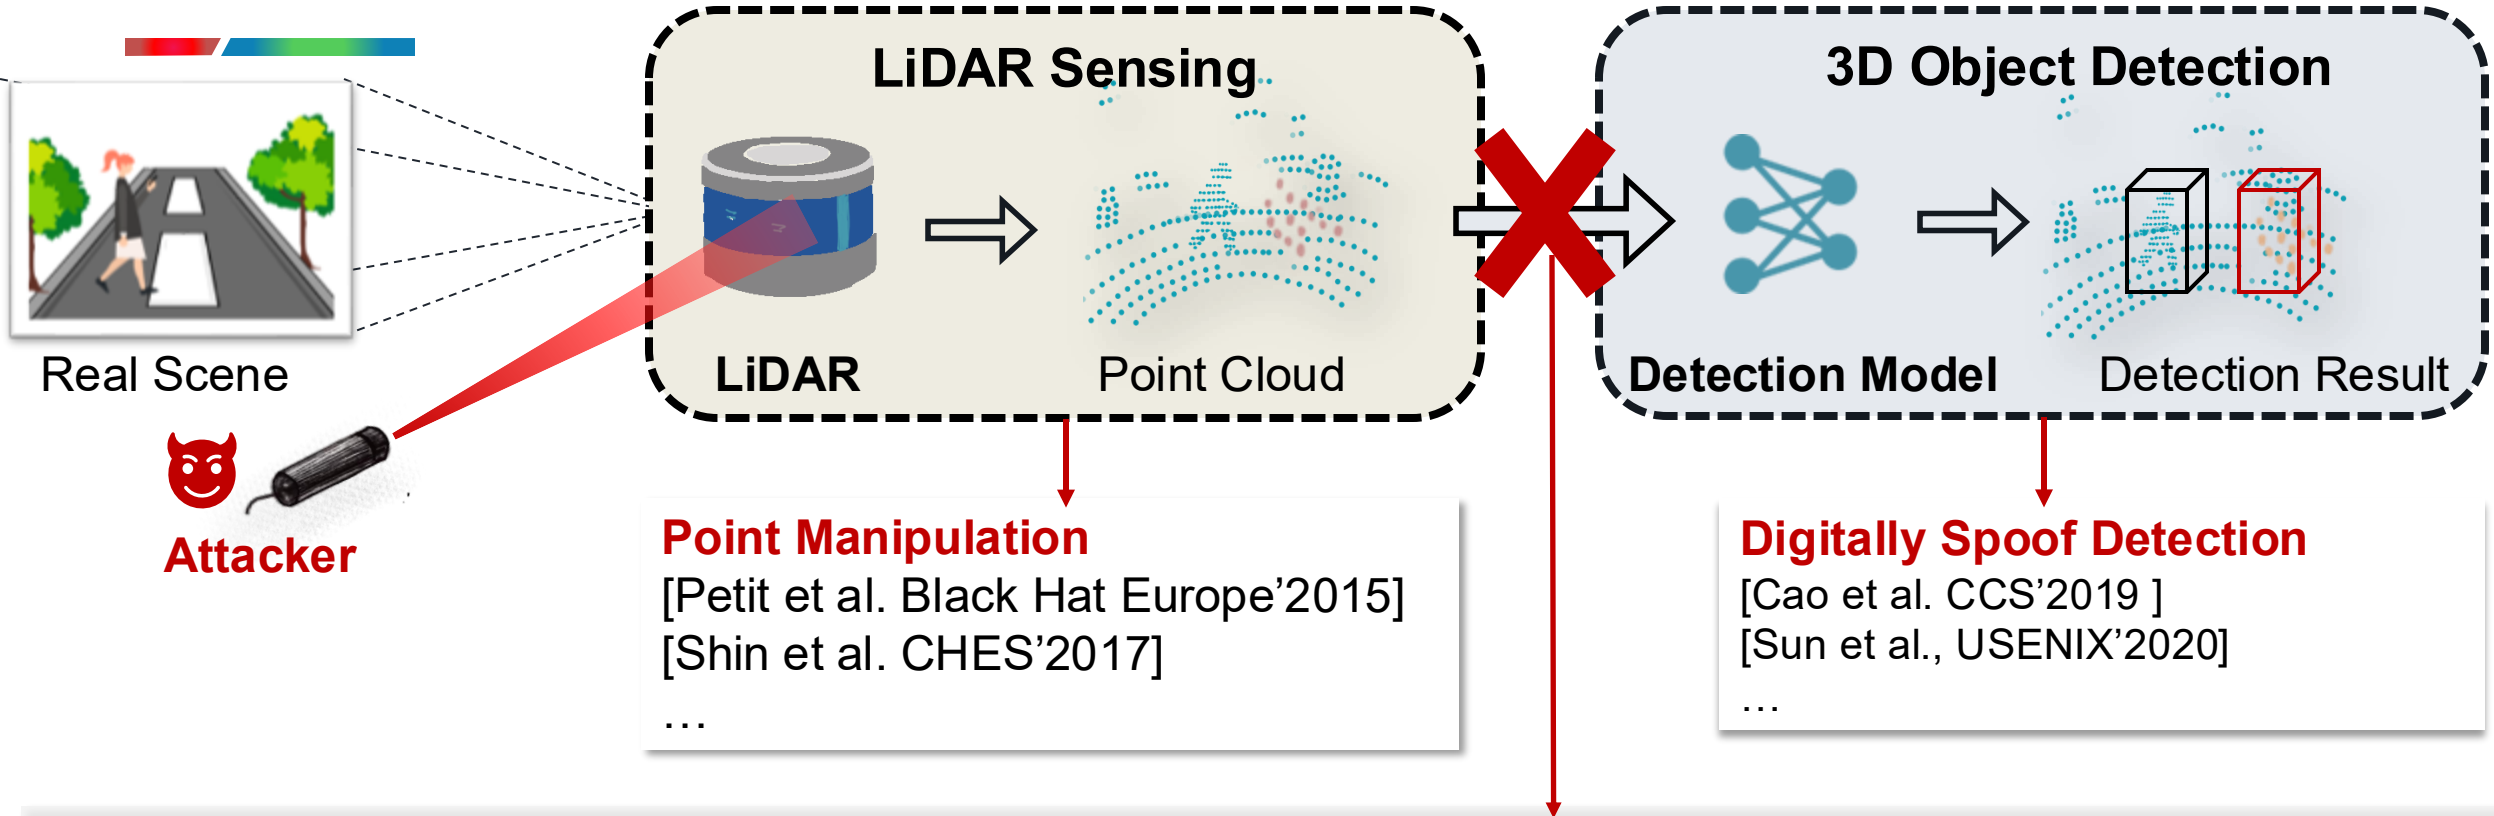 LiDAR Sensing
3D Object Detection
Real Scene
LiDAR
Point Cloud
Detection Model
Detection Result
Attacker
Point Manipulation
[Petit et al. Black Hat Europe’2015]
[Shin et al. CHES’2017]
…
Digitally Spoof Detection
[Cao et al. CCS’2019 ]
[Sun et al., USENIX’2020]
…